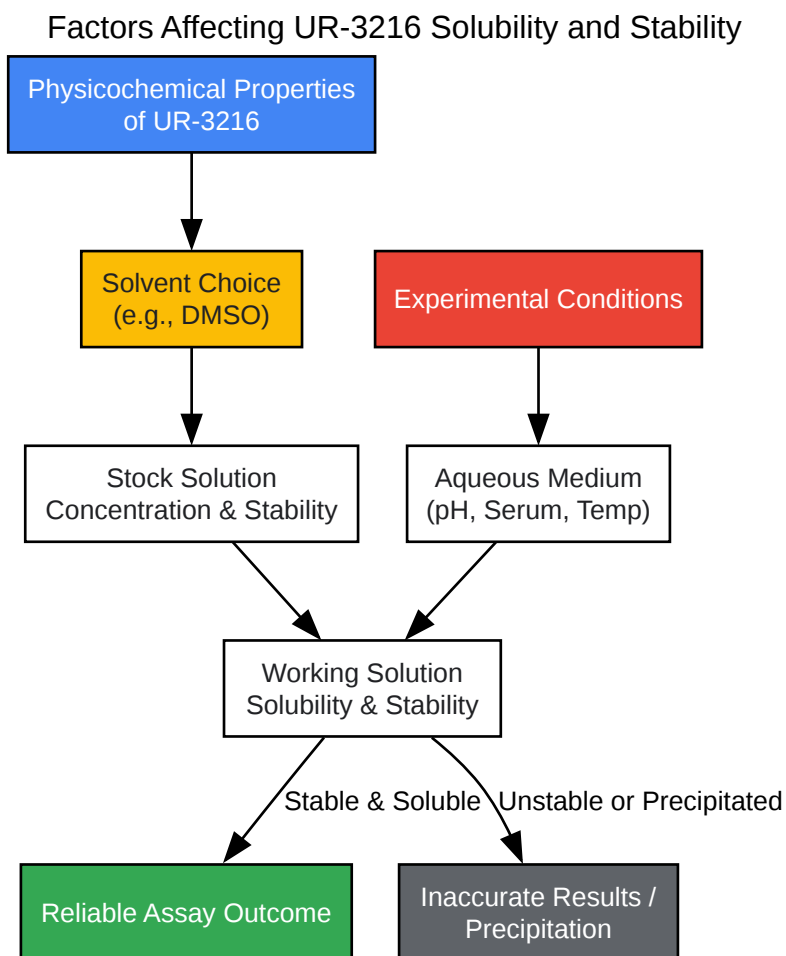 Factors Affecting UR-3216 Solubility and Stability
Physicochemical Properties
of UR-3216
Solvent Choice
(e.g., DMSO)
Experimental Conditions
Stock Solution
Concentration & Stability
Aqueous Medium
(pH, Serum, Temp)
Working Solution
Solubility & Stability
Stable & Soluble
Unstable or Precipitated
Reliable Assay Outcome
Inaccurate Results /
Precipitation